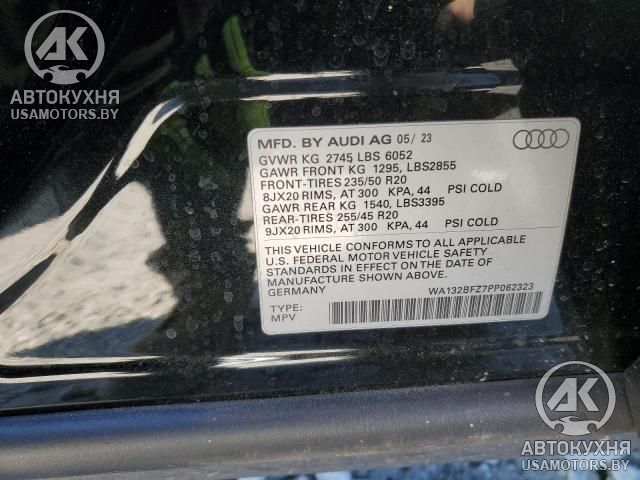 AK
АВТОКУХНЯ
USAMOTORS.BY
MFD. BY AUDI AG 05/ 23
GVWR KG 2745 LBS 6052
GAWR FRONT KG 1295, LBS2855
FRONT-TIRES 235/50 R20
8JX20 RIMS, AT 300 KPA, 44 PSI COLD
GAWR REAR KG 1540, LBS3395
REAR-TIRES 255/45 R20
9JX20 RIMS, AT 300 KPA, 44 PSI COLD
THIS VEHICLE CONFORMS TO ALL APPLICABLE
U.S. FEDERAL MOTOR VEHICLE SAFETY
STANDARDS IN EFFECT ON THE DATE OF
MANUFACTURE SHOWN ABOVE.
GERMANY WA132BFZ7PP062323
TYPE:
MPV
AK
АВТОКУХНЯ
USAMOTORS.BY